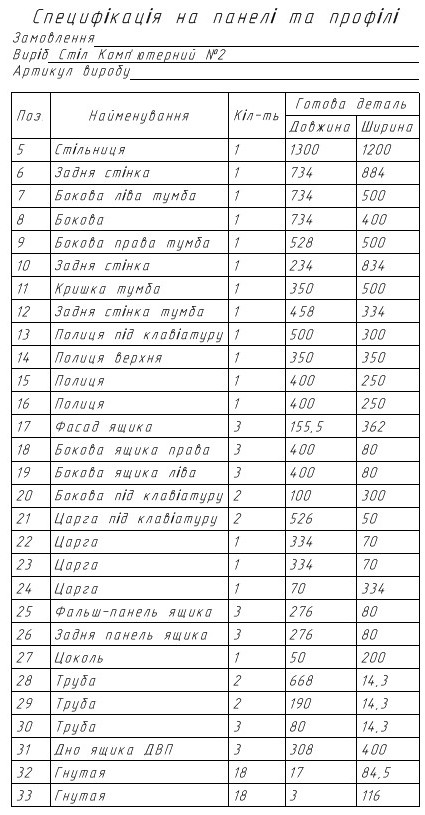 Специфікація на панелі та профілі
Замовлення
Виріб Стіл Комп'ютерний №2
Артикул виробу
Поз. Найменування Кіл-ть Готова деталь
Довжина Ширина
5 Стільниця 1 1300 1200
6 Задня стінка 1 734 884
7 Бокова ліва тумба 1 734 500
8 Бокова 1 734 400
9 Бокова права тумба 1 528 500
10 Задня стінка 1 234 834
11 Кришка тумба 1 350 500
12 Задня стінка тумба 1 458 334
13 Полиця під клавіатуру 1 500 300
14 Полиця верхня 1 350 350
15 Полиця 1 400 250
16 Полиця 1 400 250
17 Фасад ящика 3 155,5 362
18 Бокова ящика права 3 400 80
19 Бокова ящика ліва 3 400 80
20 Бокова під клавіатуру 2 100 300
21 Царга під клавіатуру 2 526 50
22 Царга 1 334 70
23 Царга 1 334 70
24 Царга 1 70 334
25 Фальш-панель ящика 3 276 80
26 Задня панель ящика 3 276 80
27 Цоколь 1 50 200
28 Труба 2 668 14,3
29 Труба 2 190 14,3
30 Труба 3 80 14,3
31 Дно ящика ДВП 3 308 400
32 Гнутая 18 17 84,5
33 Гнутая 18 3 116